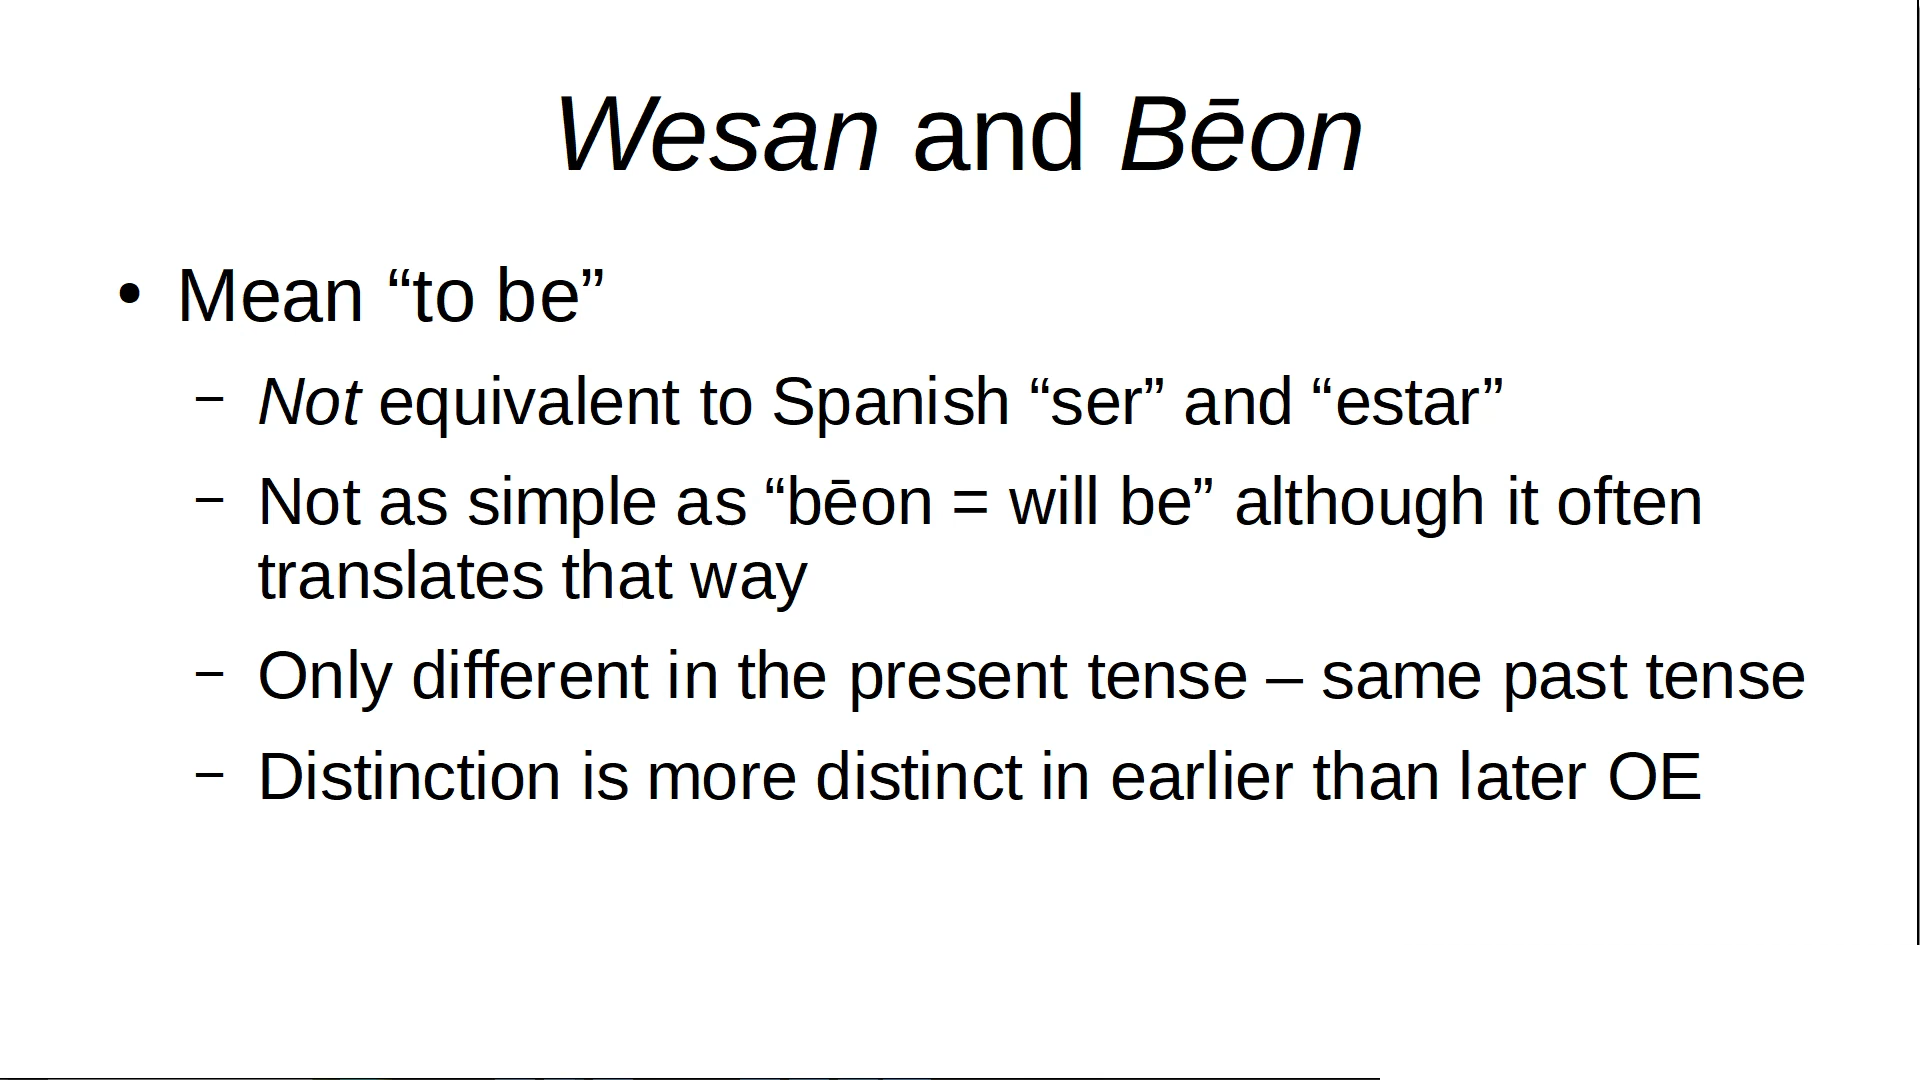 Wesan and Bēon
• Mean “to be”
– Not equivalent to Spanish “ser” and “estar”
– Not as simple as “bēon = will be” although it often
translates that way
– Only different in the present tense – same past tense
– Distinction is more distinct in earlier than later OE